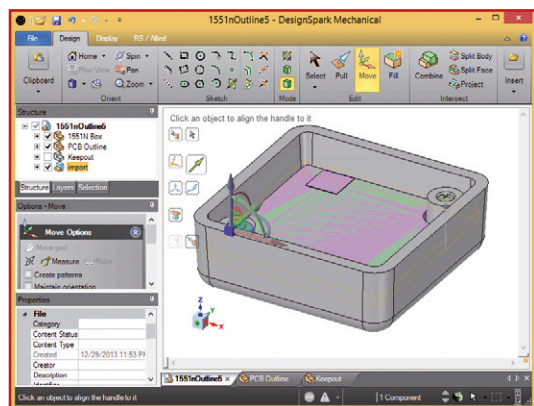 1551nOutline5 - DesignSpark Mechanical
File Design Display RS / Allied
Clipboard
Home Spin
Plan View Pan
Zoom
Orient
Sketch
Mode
Select Pull Move Fill
Edit
Combine
Split Body
Split Face
Project
Intersect
Insert
Structure
1551nOutline5
1551N Box
PCB Outline
Keepout
import
Structure Layers Selection
Options - Move
Move Options
Move grid
Measure Ruler
Create patterns
Maintain orientation
Properties
File
Category
Content Status
Content Type
Created 12/29/2013 11:53 PM
Creator
Description
Click an object to align the handle to it
Z
Y
X
1551nOutline5 x PCB Outline Keepout
Click an object to align the handle to it
1 Component